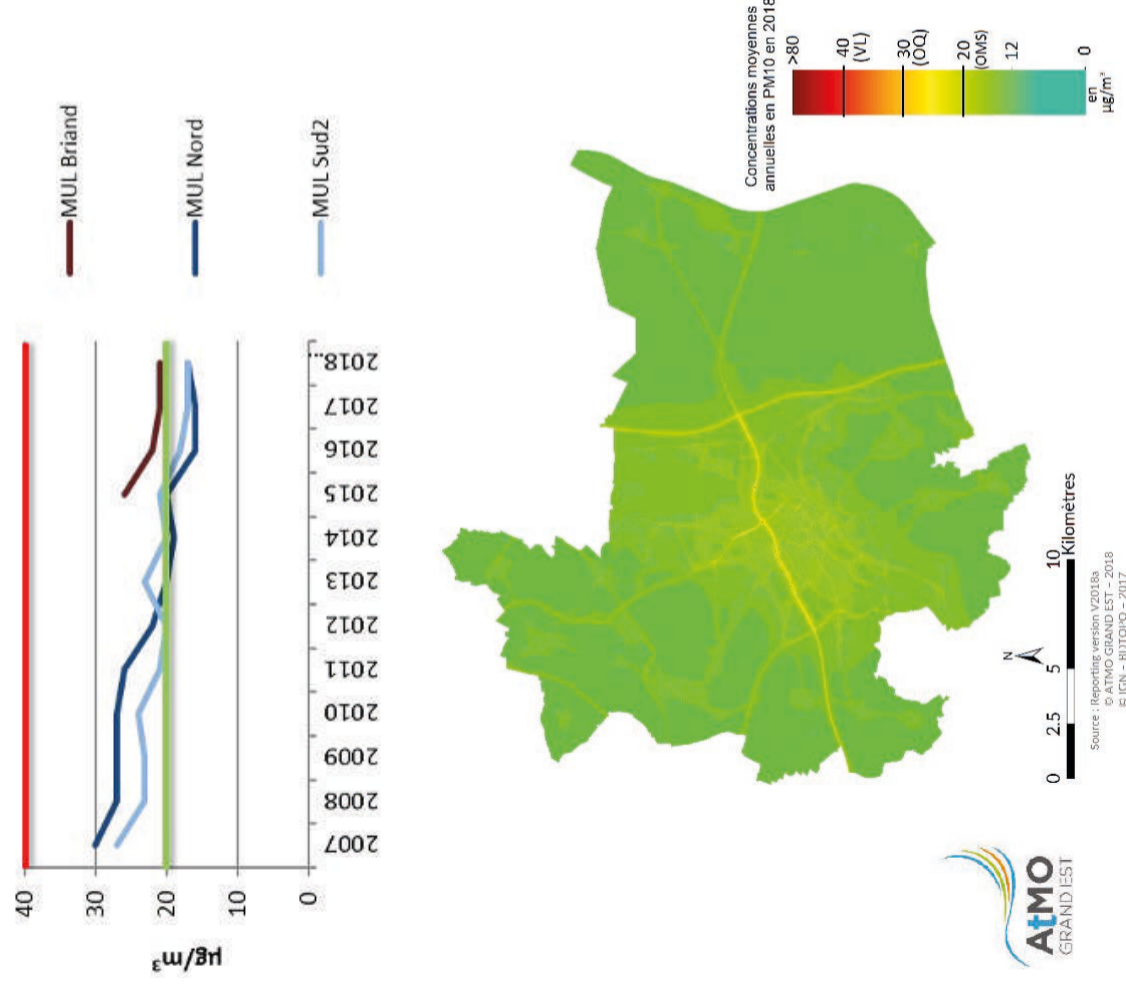 40
30
20
10
0
µg/m³
2007
2008
2009
2010
2011
2012
2013
2014
2015
2016
2017
2018...
MUL Briand
MUL Nord
MUL Sud2
Concentrations moyennes
annuelles en PM10 en 2018
>80
40
(VL)
30
(OQ)
20
(OMS)
12
0
en
µg/m³
N
0 2.5 5 10
Kilomètres
Source : Reporting version V2018a
© ATMO GRAND EST - 2018
© IGN - BDTOPO - 2017
AtMO
GRAND EST